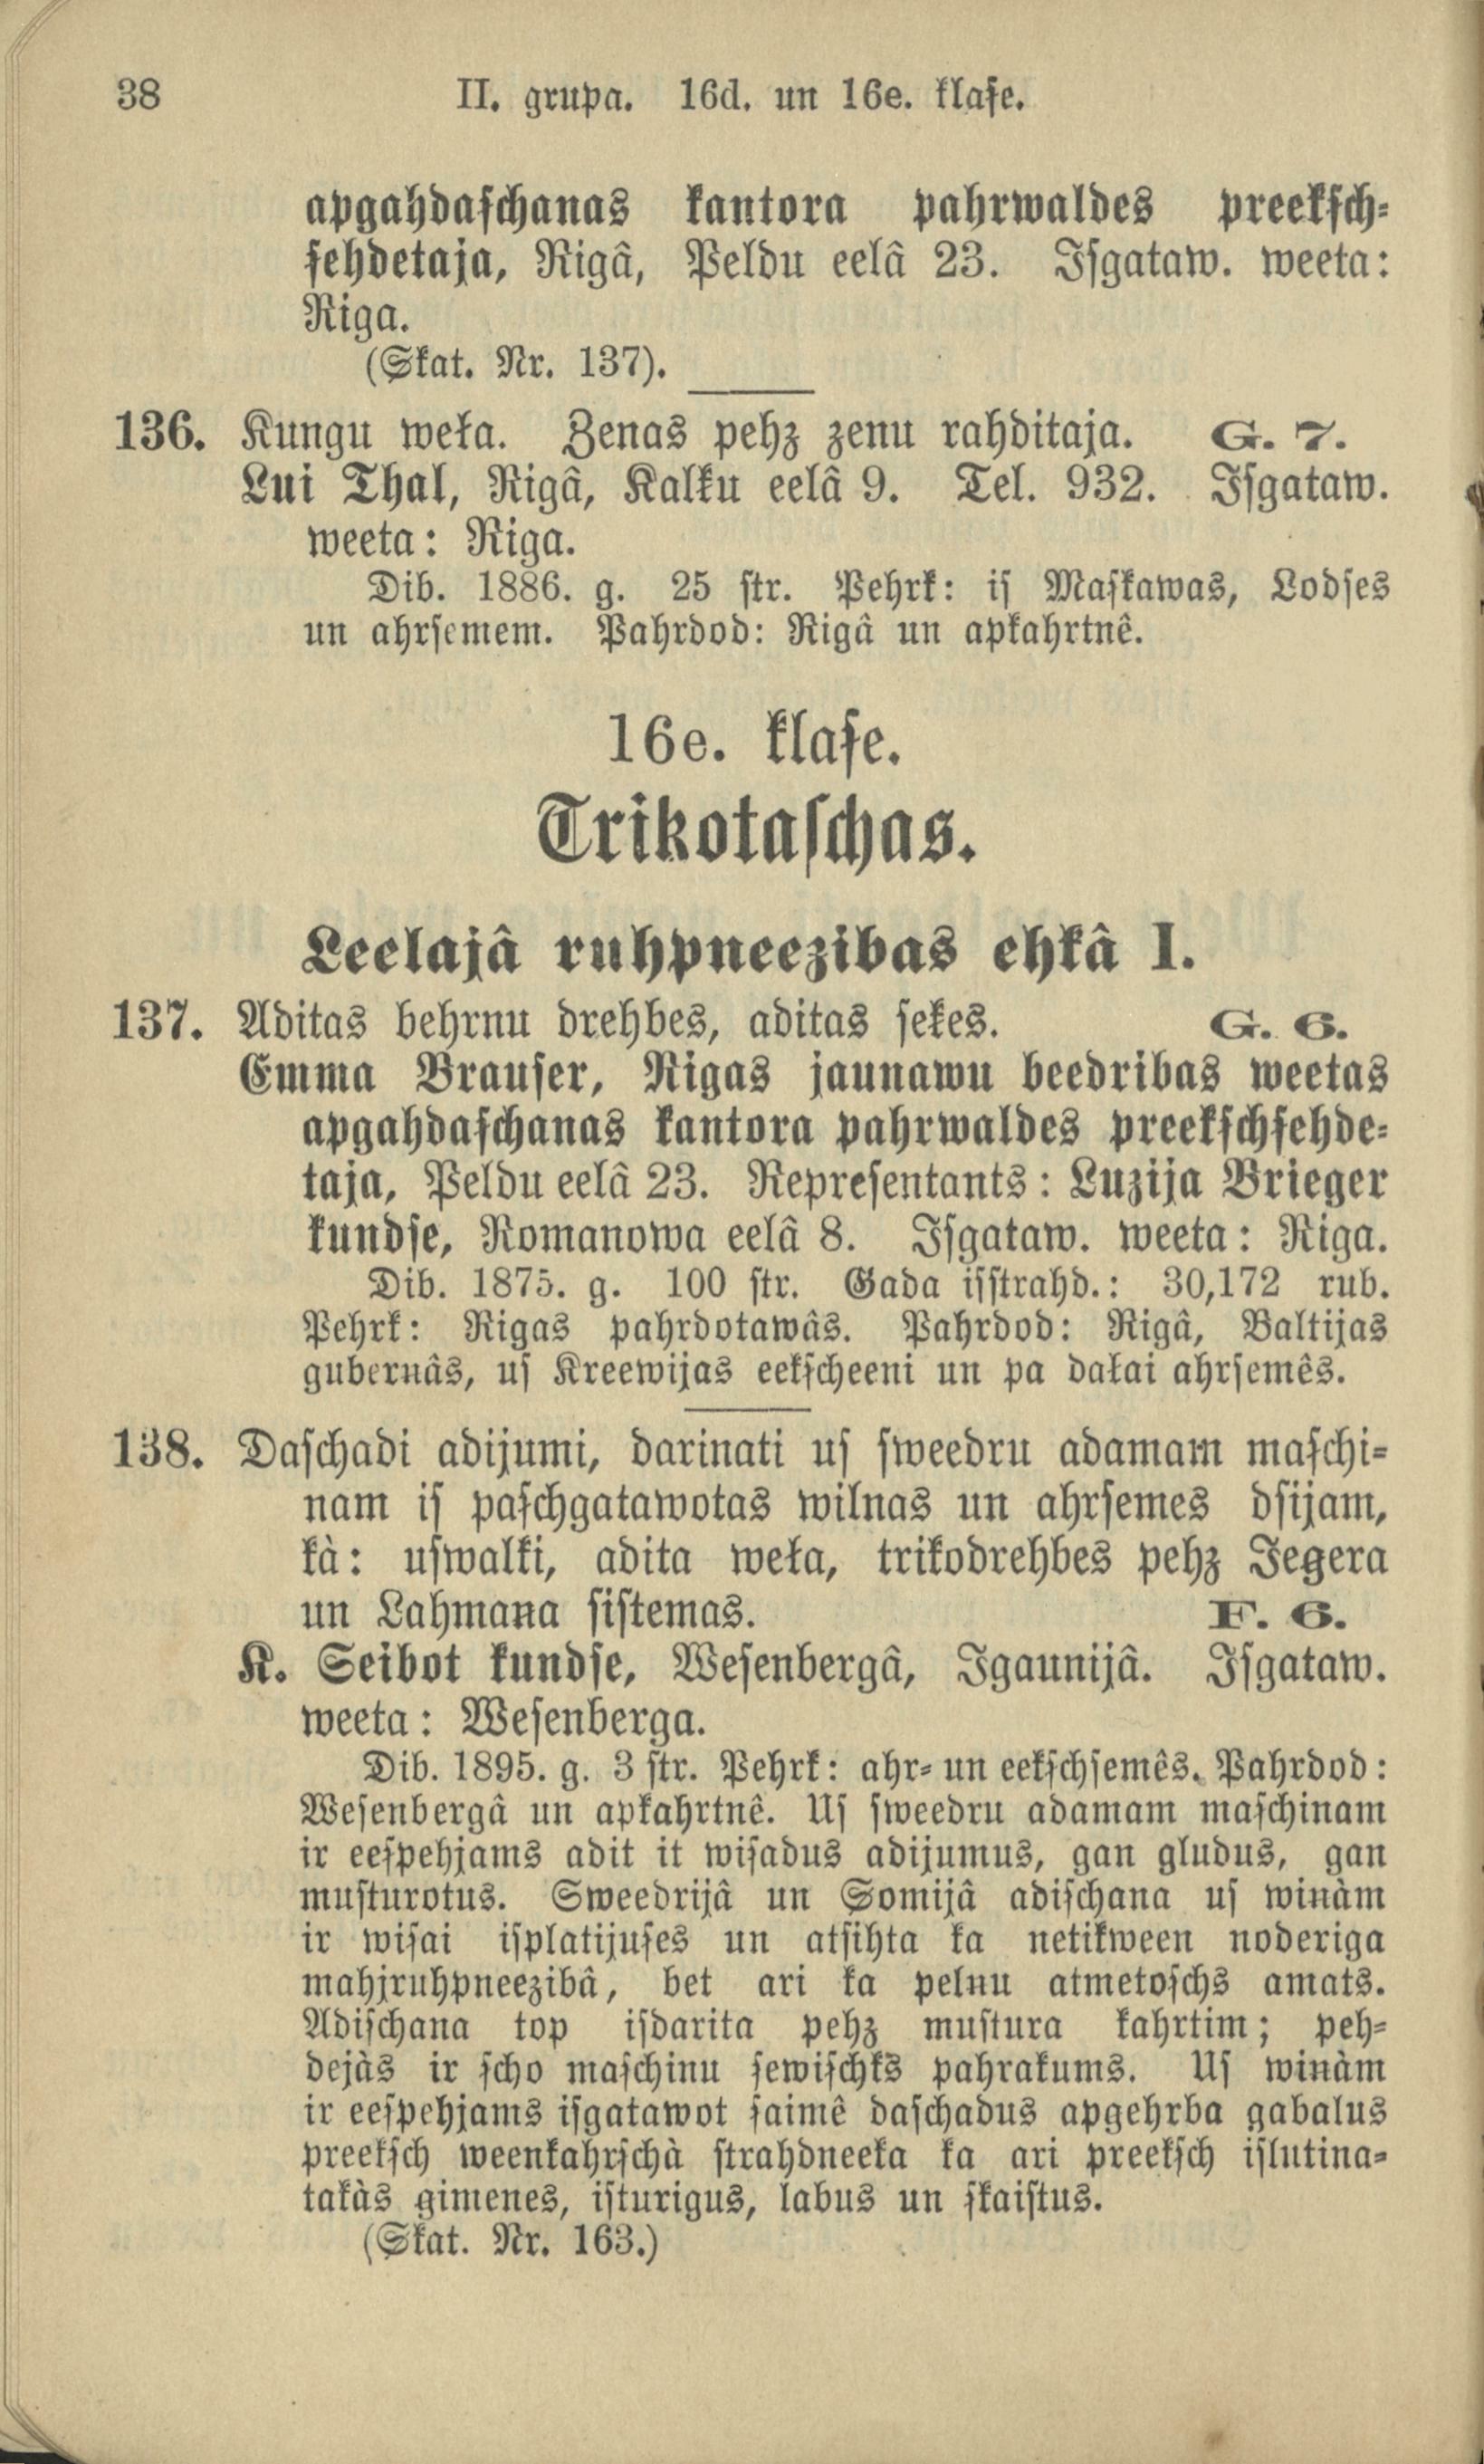 38 II. grupa. 16d. un 16e. klaſe.
apgahdaſchanas kantora pahrwaldes preekſch-
ſehdetaja, Rigâ, Peldu eelâ 23. Iſgataw. weeta:
Riga.
(Skat. Nr. 137).
136. Kungu weƚa. Zenas pehz zenu rahditaja. G. 7.
Lui Thal, Rigâ, Kalku eelâ 9. Tel. 932. Iſgataw.
weeta: Riga.
Dib. 1886. g. 25 ſtr. Pehrk: iſ Maſkawas, Lodſes
un ahrſemem. Pahrdod: Rigâ un apkahrtnê.
16e. klaſe.
Trikotaſchas.
Leelajâ ruhpneezibas ehkâ I.
137. Aditas behrnu drehbes, aditas ſekes. G. 6.
Emma Brauſer, Rigas jaunawu beedribas weetas
apgahdaſchanas kantora pahrwaldes preekſchſehde-
taja, Peldu eelâ 23. Repreſentants: Luzija Brieger
kundſe, Romanowa eelâ 8. Iſgataw. weeta: Riga.
Dib. 1875. g. 100 ſtr. Gada iſſtrahd.: 30,172 rub.
Pehrk: Rigas pahrdotawâs. Pahrdod: Rigâ, Baltijas
gubernâs, uſ Kreewijas eekſcheeni un pa daƚai ahrſemês.
138. Daſchadi adijumi, darinati uſ ſweedru adamam maſchi-
nam iſ paſchgatawotas wilnas un ahrſemes dſijam,
kà: uſwalki, adita weƚa, trikodrehbes pehz Jegera
un Lahmana ſiſtemas. F. 6.
K. Seibot kundſe, Weſenbergâ, Igaunijâ. Iſgataw.
weeta: Weſenberga.
Dib. 1895. g. 3 ſtr. Pehrk: ahr- un eekſchſemês. Pahrdod:
Weſenbergâ un apkahrtnê. Uſ ſweedru adamam maſchinam
ir eeſpehjams adit it wiſadus adijumus, gan gludus, gan
muſturotus. Sweedrijâ un Somijâ adiſchana uſ winàm
ir wiſai iſplatijuſes un atſihta ka netikween noderiga
mahjruhpneezibâ, bet ari ka pelnu atmetoſchs amats.
Adiſchana top iſdarita pehz muſtura kahrtim; peh-
dejàs ir ſcho maſchinu ſewiſchks pahrakums. Uſ winàm
ir eeſpehjams iſgatawot ſaimê daſchadus apgehrba gabalus
preekſch weenkahrſchà ſtrahdneeka ka ari preekſch iſlutina-
takàs gimenes, iſturigus, labus un ſkaiſtus.
(Skat. Nr. 163.)